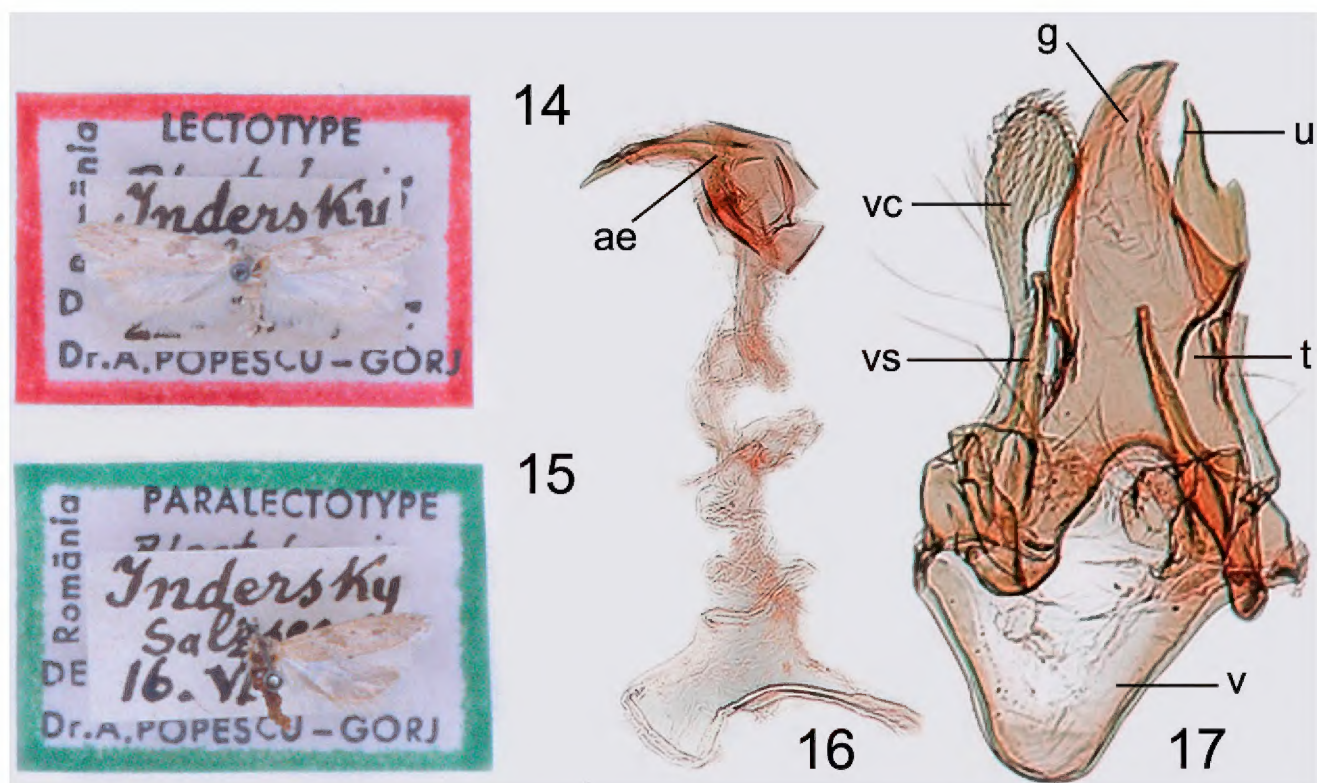 14
LECTOTYPE
Indersky
Dr.A.POPESCU-GORJ
15
PARALECTOTYPE
DE România
Indersky
16.VI
Dr.A.POPESCU-GORJ
16
ae
17
g
u
vc
vs
t
v